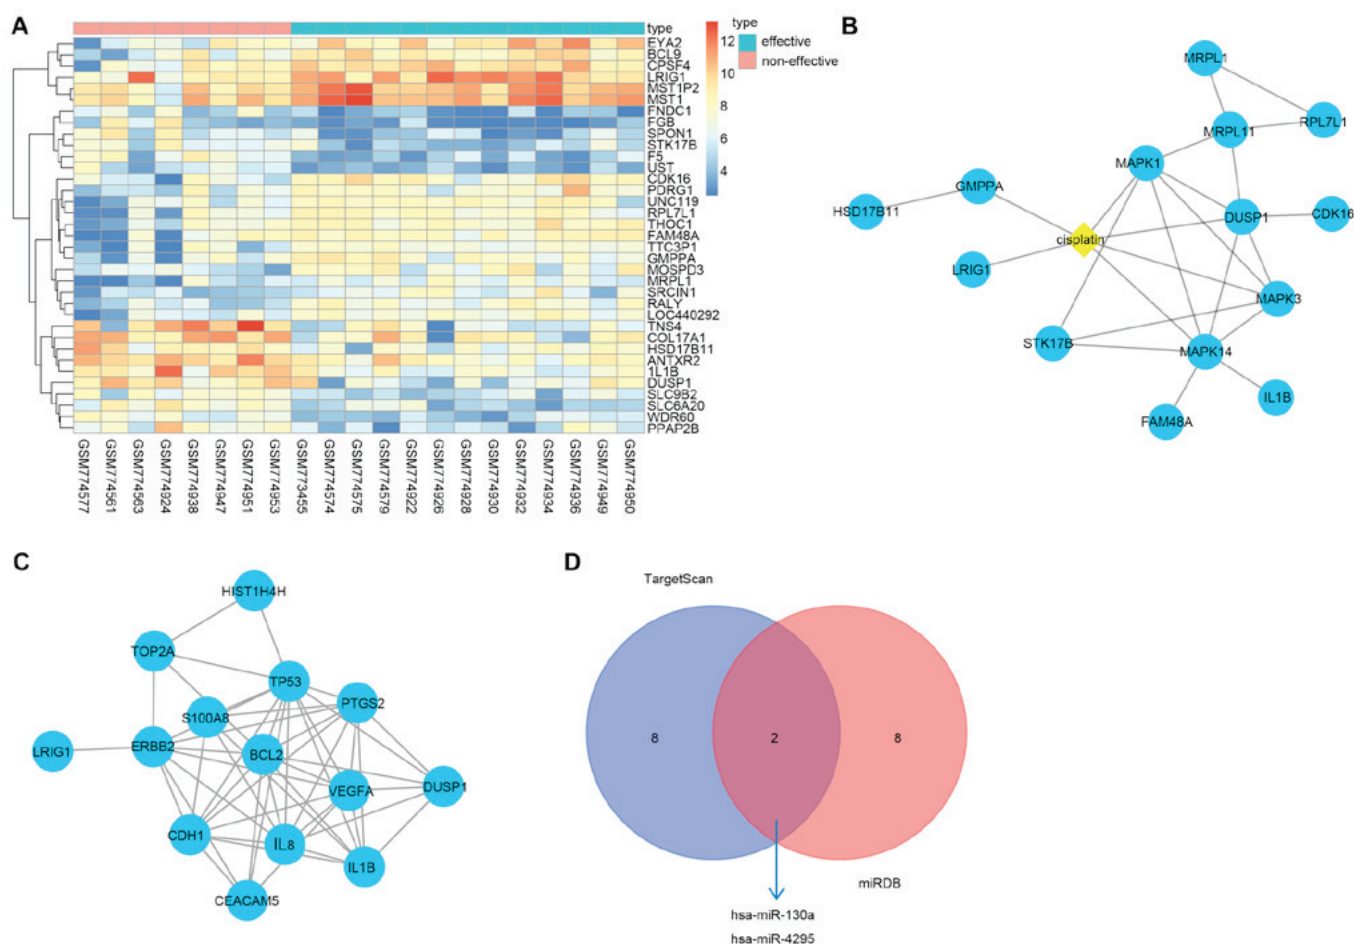 A
type
EYA2
BCL9
CPSF4
LRIG1
MST1P2
MST1
FNDC1
FGB
SPON1
STK17B
F5
UST
CDK16
PDRG1
UNC119
RPL7L1
THOC1
FAM48A
TTC3P1
GMPPA
MOSPD3
MRPL1
SRCIN1
RALY
LOC440292
TNS4
COL17A1
HSD17B11
ANTXR2
1L1B
DUSP1
SLC9B2
SLC6A20
WDR60
PPAP2B
type
12
10
8
6
4
effective
non-effective
GSM774577
GSM774561
GSM774563
GSM774924
GSM774938
GSM774947
GSM774951
GSM774953
GSM773455
GSM774574
GSM774575
GSM774579
GSM774922
GSM774926
GSM774928
GSM774930
GSM774932
GSM774934
GSM774936
GSM774949
GSM774950
B
MRPL1
RPL7L1
MRPL11
MAPK1
GMPPA
HSD17B11
DUSP1
CDK16
cisplatin
LRIG1
MAPK3
STK17B
MAPK14
IL1B
FAM48A
C
HIST1H4H
TOP2A
TP53
PTGS2
S100A8
LRIG1
ERBB2
BCL2
VEGFA
DUSP1
CDH1
IL8
IL1B
CEACAM5
D
TargetScan
8
2
8
miRDB
hsa-miR-130a
hsa-miR-4295